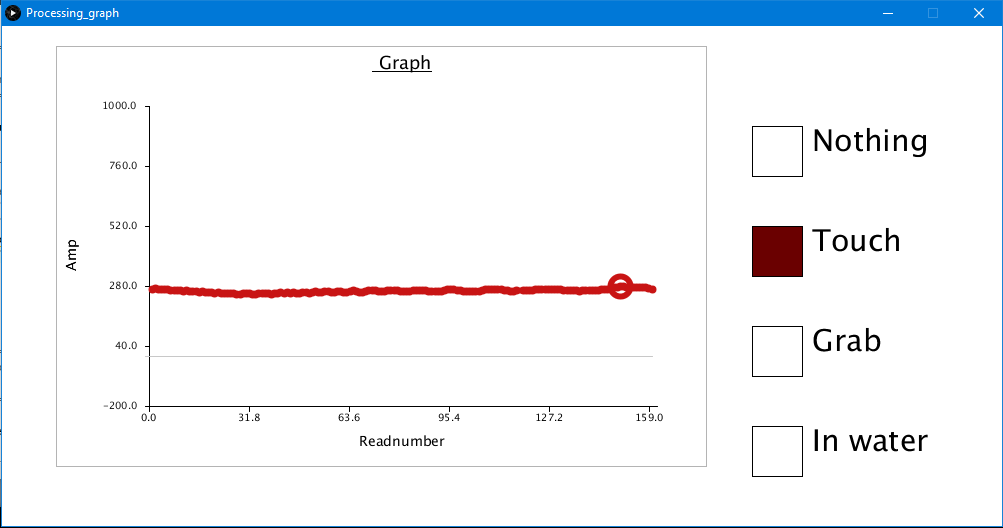 Processing_graph
Graph
1000.0
760.0
520.0
280.0
40.0
-200.0
Amp
0.0 31.8 63.6 95.4 127.2 159.0
Readnumber
Nothing
Touch
Grab
In water